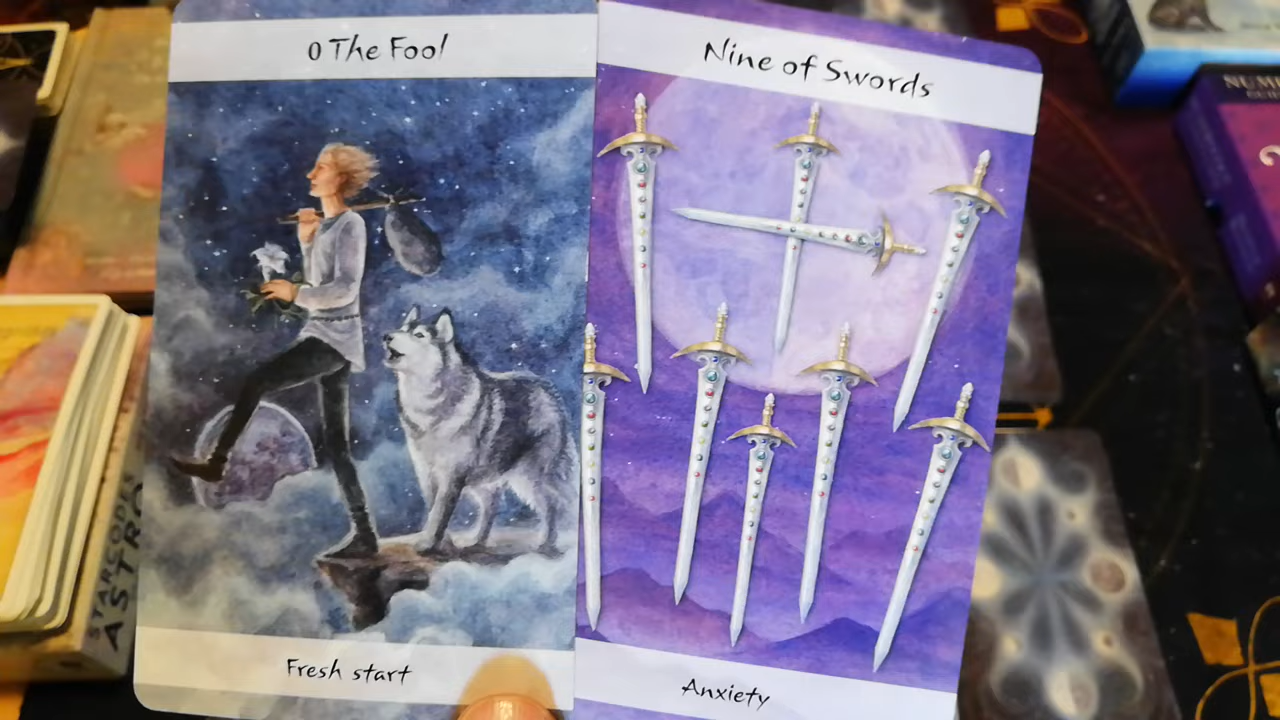 0 The Fool
Nine of Swords
Fresh start
Anxiety
STARCODES
ASTRO